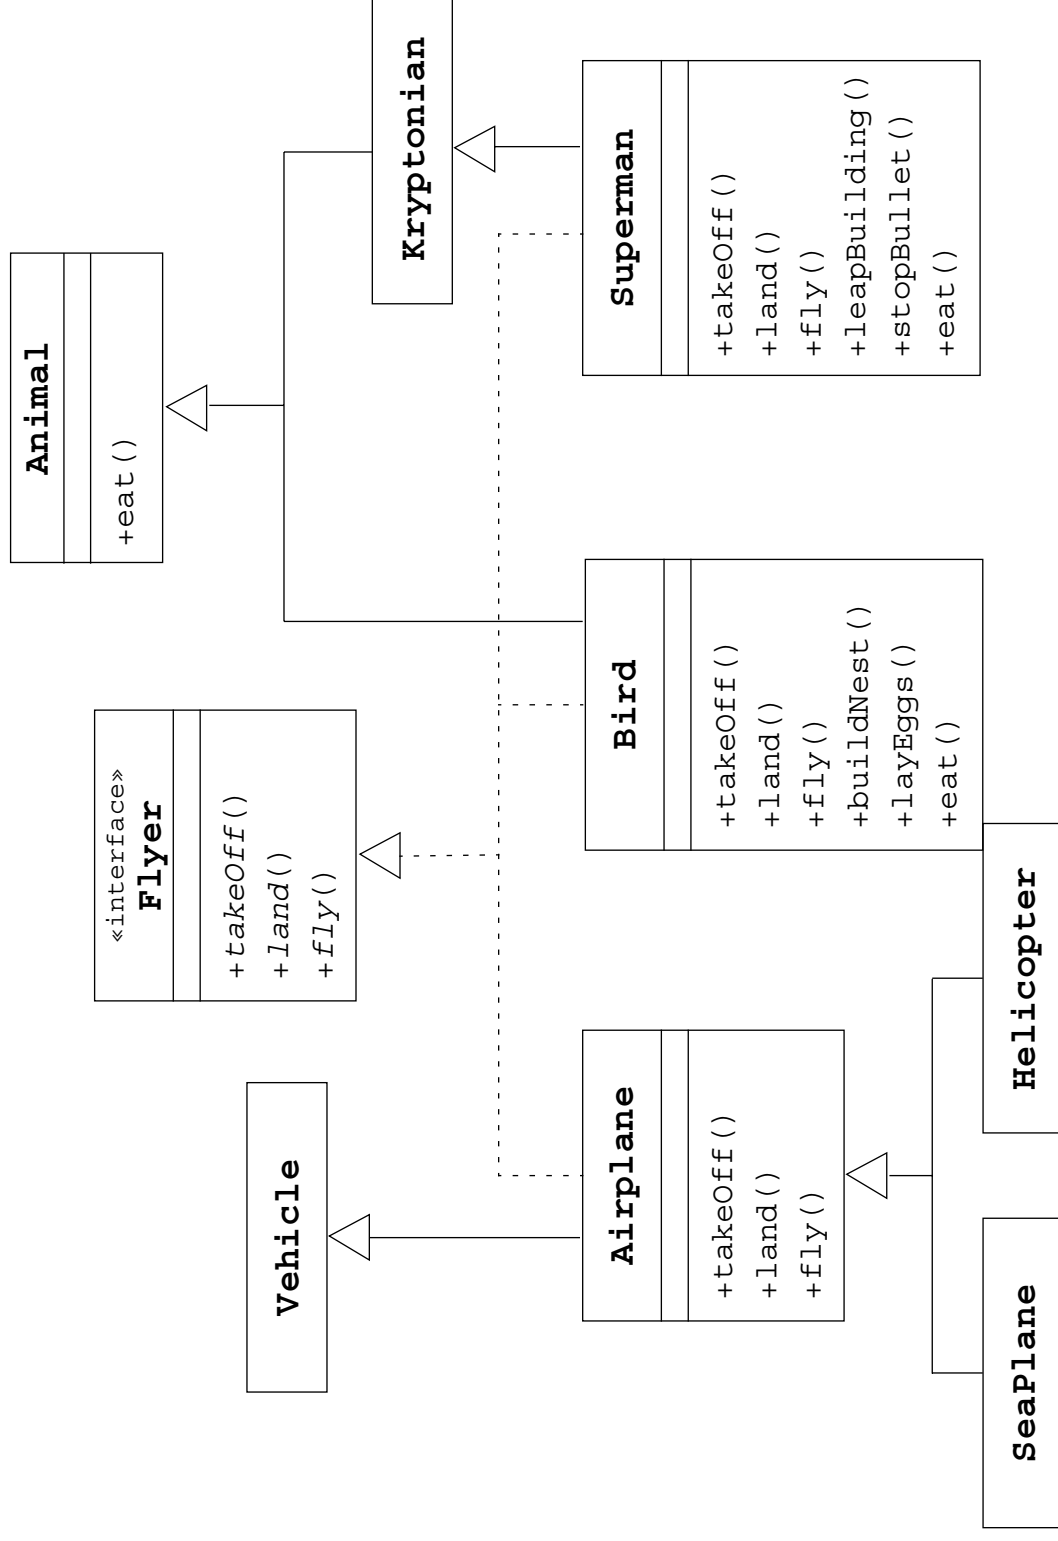 Animal
+eat()
«interface»
Flyer
+takeOff()
+land()
+fly()
Vehicle
Kryptonian
Airplane
+takeOff()
+land()
+fly()
Bird
+takeOff()
+land()
+fly()
+buildNest()
+layEggs()
+eat()
Superman
+takeOff()
+land()
+fly()
+leapBuilding()
+stopBullet()
+eat()
SeaPlane
Helicopter